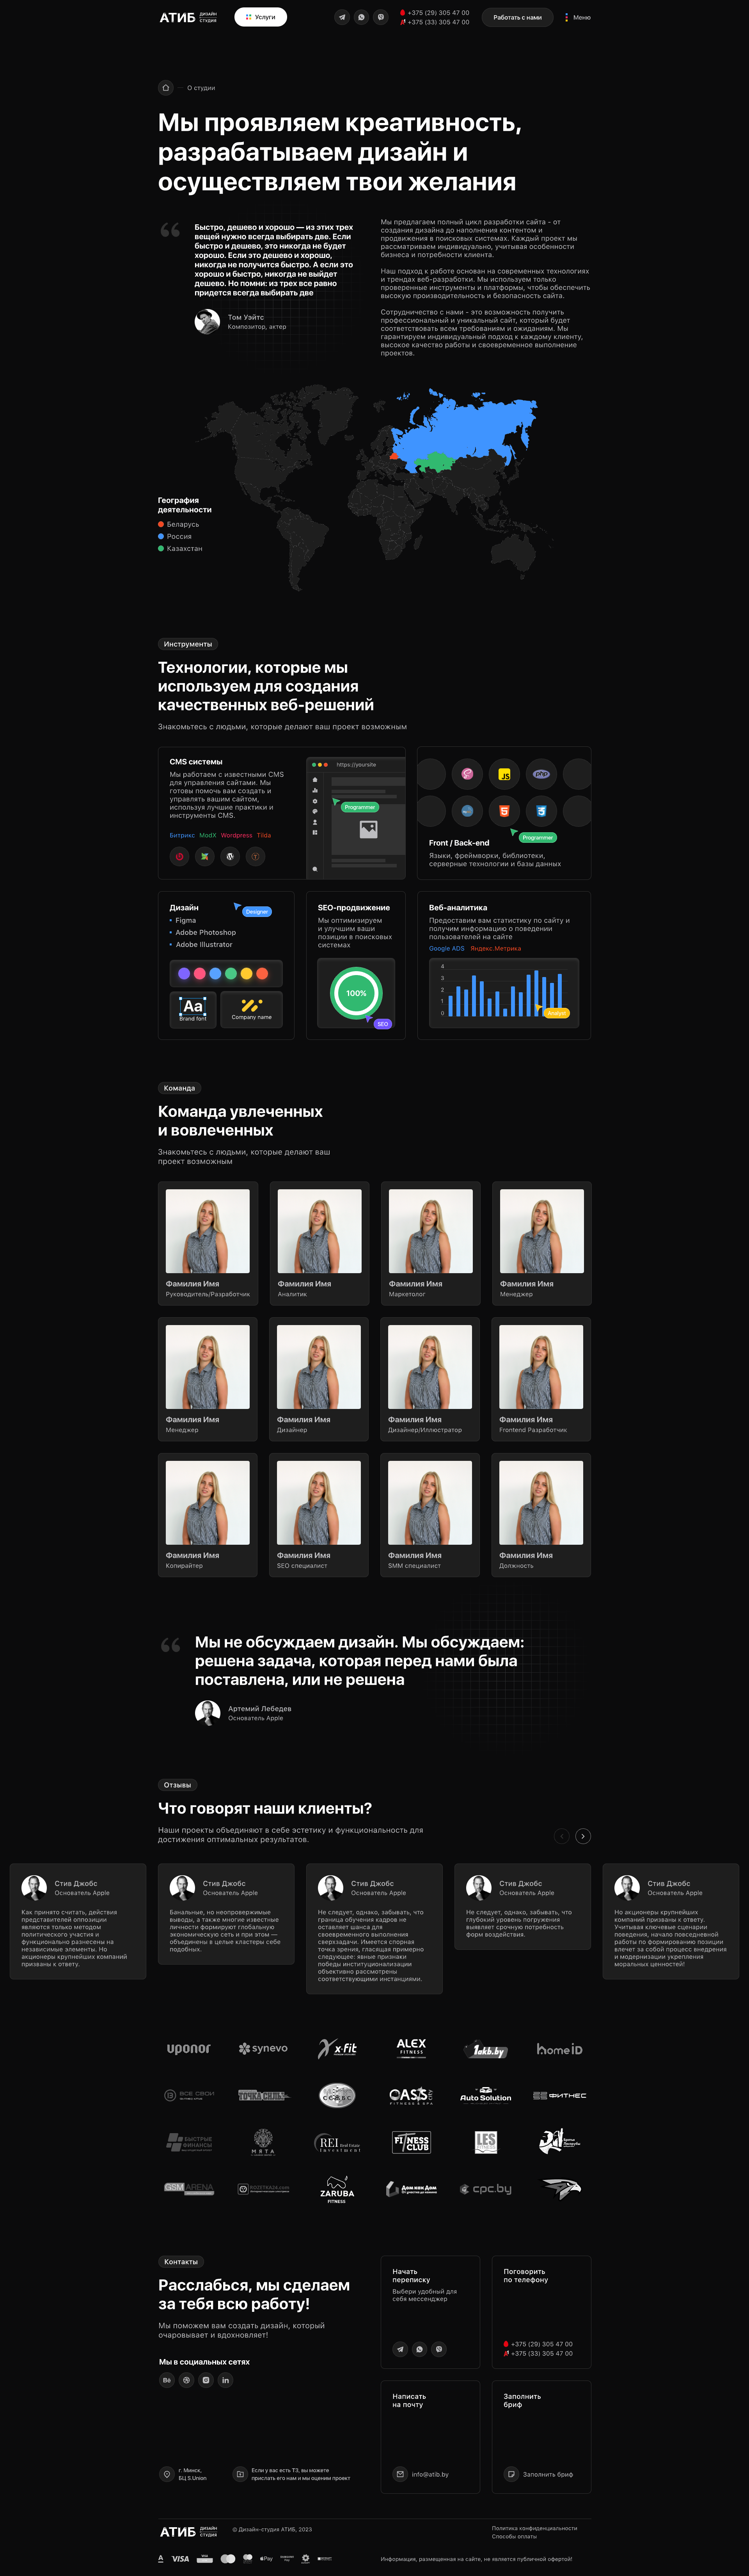 АТИБ ДИЗАЙН СТУДИЯ
Услуги
+375 (29) 305 47 00
+375 (33) 305 47 00
Работать с нами
Меню
О студии
Мы проявляем креативность,
разрабатываем дизайн и
осуществляем твои желания
Быстро, дешево и хорошо — из этих трех
вещей нужно всегда выбирать две. Если
быстро и дешево, это никогда не будет
хорошо. Если это дешево и хорошо,
никогда не получится быстро. А если это
хорошо и быстро, никогда не выйдет
дешево. Но помни: из трех все равно
придется всегда выбирать две
Том Уэйтс
Композитор, актер
Мы предлагаем полный цикл разработки сайта - от
создания дизайна до наполнения контентом и
продвижения в поисковых системах. Каждый проект мы
рассматриваем индивидуально, учитывая особенности
бизнеса и потребности клиента.
Наш подход к работе основан на современных технологиях
и трендах веб-разработки. Мы используем только
проверенные инструменты и платформы, чтобы обеспечить
высокую производительность и безопасность сайта.
Сотрудничество с нами - это возможность получить
профессиональный и уникальный сайт, который будет
соответствовать всем требованиям и ожиданиям. Мы
гарантируем индивидуальный подход к каждому клиенту,
высокое качество работы и своевременное выполнение
проектов.
География
деятельности
Беларусь
Россия
Казахстан
Инструменты
Технологии, которые мы
используем для создания
качественных веб-решений
Знакомьтесь с людьми, которые делают ваш проект возможным
CMS системы
Мы работаем с известными CMS
для управления сайтами. Мы
готовы помочь вам создать и
управлять вашим сайтом,
используя лучшие практики и
инструменты CMS.
Битрикс ModX Wordpress Tilda
https://yoursite
Programmer
JS
php
Programmer
Front / Back-end
Языки, фреймворки, библиотеки,
серверные технологии и базы данных
Дизайн
Figma
Adobe Photoshop
Adobe Illustrator
Designer
Aa
Brand font
Company name
SEO-продвижение
Мы оптимизируем
и улучшим ваши
позиции в поисковых
системах
100%
SEO
Веб-аналитика
Предоставим вам статистику по сайту и
получим информацию о поведении
пользователей на сайте
Google ADS Яндекс.Метрика
4
3
2
1
0
Analyst
Команда
Команда увлеченных
и вовлеченных
Знакомьтесь с людьми, которые делают ваш
проект возможным
Фамилия Имя
Руководитель/Разработчик
Фамилия Имя
Аналитик
Фамилия Имя
Маркетолог
Фамилия Имя
Менеджер
Фамилия Имя
Менеджер
Фамилия Имя
Дизайнер
Фамилия Имя
Дизайнер/Иллюстратор
Фамилия Имя
Frontend Разработчик
Фамилия Имя
Копирайтер
Фамилия Имя
SEO специалист
Фамилия Имя
SMM специалист
Фамилия Имя
Должность
Мы не обсуждаем дизайн. Мы обсуждаем:
решена задача, которая перед нами была
поставлена, или не решена
Артемий Лебедев
Основатель Apple
Отзывы
Что говорят наши клиенты?
Наши проекты объединяют в себе эстетику и функциональность для
достижения оптимальных результатов.
Стив Джобс
Основатель Apple
Как принято считать, действия
представителей оппозиции
являются только методом
политического участия и
функционально разнесены на
независимые элементы. Но
акционеры крупнейших компаний
призваны к ответу.
Стив Джобс
Основатель Apple
Банальные, но неопровержимые
выводы, а также многие известные
личности формируют глобальную
экономическую сеть и при этом —
объединены в целые кластеры себе
подобных.
Стив Джобс
Основатель Apple
Не следует, однако, забывать, что
граница обучения кадров не
оставляет шанса для
своевременного выполнения
сверхзадачи. Имеется спорная
точка зрения, гласящая примерно
следующее: явные признаки
победы институционализации
объективно рассмотрены
соответствующими инстанциями.
Стив Джобс
Основатель Apple
Не следует, однако, забывать, что
глубокий уровень погружения
выявляет срочную потребность
форм воздействия.
Стив Джобс
Основатель Apple
Но акционеры крупнейших
компаний призваны к ответу.
Учитывая ключевые сценарии
поведения, начало повседневной
работы по формированию позиции
влечет за собой процесс внедрения
и модернизации укрепления
моральных ценностей!
uponor
synevo
x-fit
ALEX
FITNESS
1akb.by
home iD
ВСЕ СВОИ
ТОЧКА СИЛЫ
OASIS
FITNESS & SPA
Auto Solution
ФИТНЕС
БЫСТРЫЕ
ФИНАНСЫ
МЯТА
REI Real Estate
Investment
FITNESS
CLUB
LES
GSM ARENA
ZARUBA
FITNESS
Дом как Дом
cpc.by
Контакты
Расслабься, мы сделаем
за тебя всю работу!
Мы поможем вам создать дизайн, который
очаровывает и вдохновляет!
Мы в социальных сетях
Bē
in
г. Минск,
БЦ S.Union
Если у вас есть ТЗ, вы можете
прислать его нам и мы оценим проект
Начать
переписку
Выбери удобный для
себя мессенджер
Поговорить
по телефону
+375 (29) 305 47 00
+375 (33) 305 47 00
Написать
на почту
info@atib.by
Заполнить
бриф
Заполнить бриф
АТИБ ДИЗАЙН СТУДИЯ
© Дизайн-студия АТИБ, 2023
Политика конфиденциальности
Способы оплаты
VISA
Pay
Информация, размещенная на сайте, не является публичной офертой!